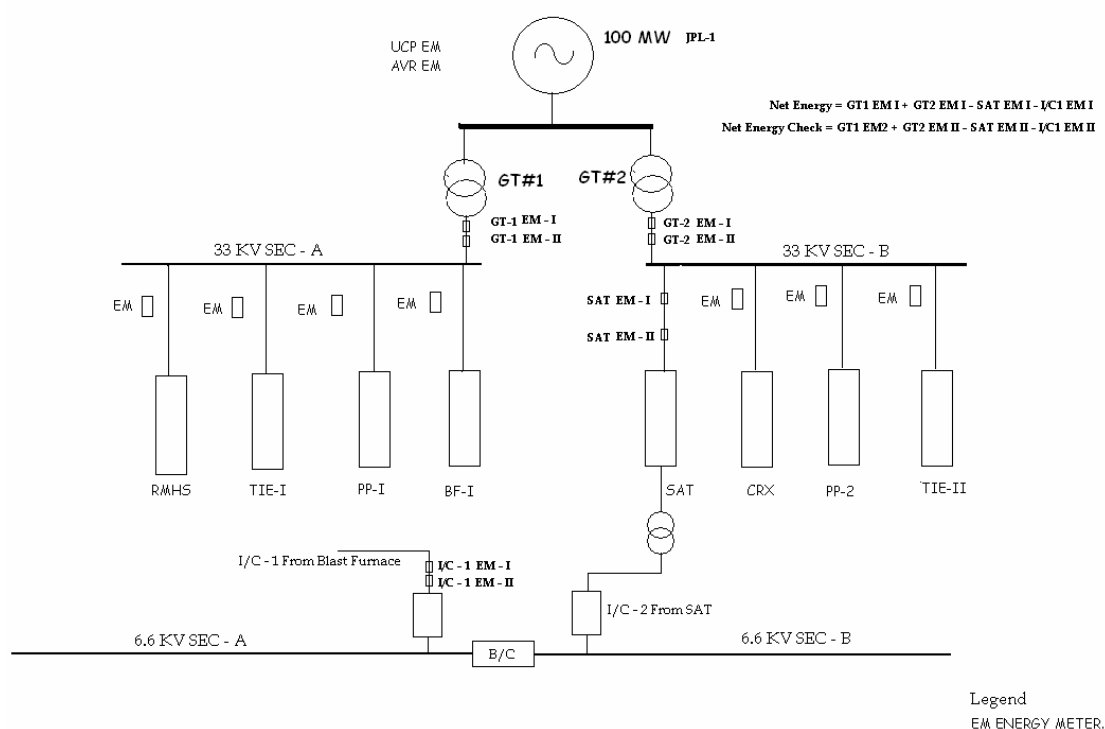 100 MW JPL-1
UCP EM
AVR EM
Net Energy = GT1 EM I + GT2 EM I - SAT EM I - I/C1 EM I
Net Energy Check = GT1 EM2 + GT2 EM II - SAT EM II - I/C1 EM II
GT#1
GT#2
GT-1 EM - I
GT-1 EM - II
GT-2 EM - I
GT-2 EM - II
33 KV SEC - A
33 KV SEC - B
EM
EM
EM
EM
SAT EM - I
SAT EM - II
EM
EM
EM
RMHS
TIE-I
PP-I
BF-I
SAT
CRX
PP-2
TIE-II
I/C - 1 From Blast Furnace
I/C - 1 EM - I
I/C - 1 EM - II
I/C - 2 From SAT
6.6 KV SEC - A
B/C
6.6 KV SEC - B
Legend
EM ENERGY METER.